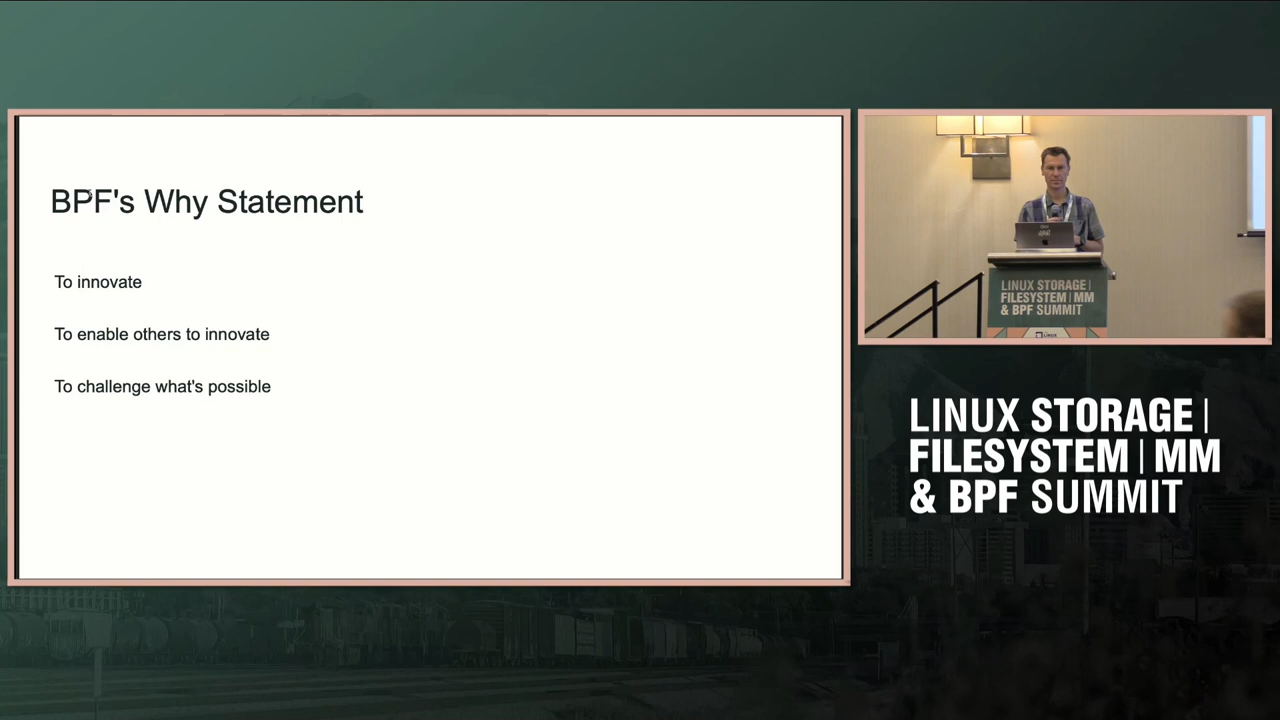 BPF's Why Statement
To innovate
To enable others to innovate
To challenge what's possible
LINUX STORAGE |
FILESYSTEM | MM
& BPF SUMMIT
LINUX
LINUX STORAGE |
FILESYSTEM | MM
& BPF SUMMIT